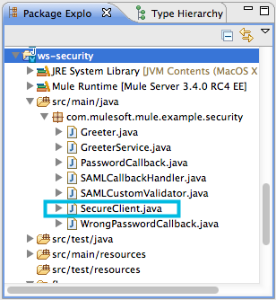 Package Explo
Type Hierarchy
ws-security
JRE System Library [JVM Contents (MacOS X
Mule Runtime [Mule Server 3.4.0 RC4 EE]
src/main/java
com.mulesoft.mule.example.security
Greeter.java
GreeterService.java
PasswordCallback.java
SAMLCallbackHandler.java
SAMLCustomValidator.java
SecureClient.java
WrongPasswordCallback.java
src/test/java
src/main/resources
src/test/resources